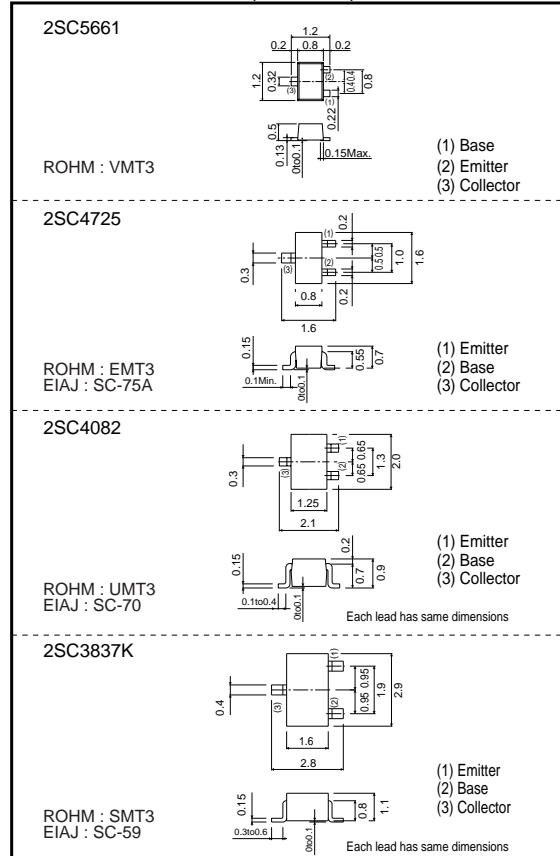 2SC5661
1.2
0.2 0.8 0.2
1.2
0.32
(3)
(2)
(1)
0.40.4
0.8
0.22
0.5
0.13
0to0.1
0.15Max.
ROHM : VMT3
(1) Base
(2) Emitter
(3) Collector
2SC4725
0.2
(1)
(3)
(2)
0.3
0.50.5
1.0
1.6
0.8
0.2
1.6
0.15
0.1Min.
0to0.1
0.55
0.7
ROHM : EMT3
EIAJ : SC-75A
(1) Emitter
(2) Base
(3) Collector
2SC4082
(1)
(3)
(2)
0.3
0.65 0.65
1.3
2.0
1.25
2.1
0.2
0.15
0.1to0.4
0to0.1
0.7
0.9
ROHM : UMT3
EIAJ : SC-70
(1) Emitter
(2) Base
(3) Collector
Each lead has same dimensions
2SC3837K
(1)
(3)
(2)
0.4
0.95 0.95
1.9
2.9
1.6
2.8
0.15
0.3to0.6
0to0.1
0.8
1.1
ROHM : SMT3
EIAJ : SC-59
(1) Emitter
(2) Base
(3) Collector
Each lead has same dimensions